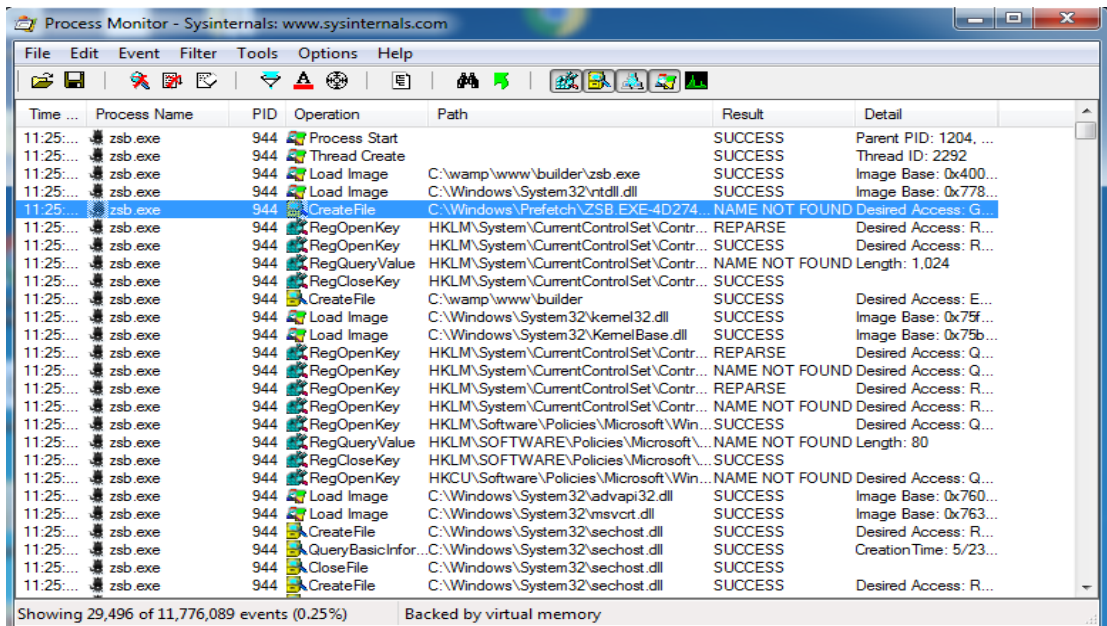 Process Monitor - Sysinternals: www.sysinternals.com
File Edit Event Filter Tools Options Help
Time ... Process Name PID Operation Path Result Detail
11:25:... zsb.exe 944 Process Start SUCCESS Parent PID: 1204, ...
11:25:... zsb.exe 944 Thread Create SUCCESS Thread ID: 2292
11:25:... zsb.exe 944 Load Image C:\wamp\www\builder\zsb.exe SUCCESS Image Base: 0x400...
11:25:... zsb.exe 944 Load Image C:\Windows\System32\ntdll.dll SUCCESS Image Base: 0x778...
11:25:... zsb.exe 944 CreateFile C:\Windows\Prefetch\ZSB.EXE-4D274... NAME NOT FOUND Desired Access: G...
11:25:... zsb.exe 944 RegOpenKey HKLM\System\CurrentControlSet\Contr... REPARSE Desired Access: R...
11:25:... zsb.exe 944 RegOpenKey HKLM\System\CurrentControlSet\Contr... SUCCESS Desired Access: R...
11:25:... zsb.exe 944 RegQueryValue HKLM\System\CurrentControlSet\Contr... NAME NOT FOUND Length: 1,024
11:25:... zsb.exe 944 RegCloseKey HKLM\System\CurrentControlSet\Contr... SUCCESS
11:25:... zsb.exe 944 CreateFile C:\wamp\www\builder SUCCESS Desired Access: E...
11:25:... zsb.exe 944 Load Image C:\Windows\System32\kernel32.dll SUCCESS Image Base: 0x75f...
11:25:... zsb.exe 944 Load Image C:\Windows\System32\KernelBase.dll SUCCESS Image Base: 0x75b...
11:25:... zsb.exe 944 RegOpenKey HKLM\System\CurrentControlSet\Contr... REPARSE Desired Access: Q...
11:25:... zsb.exe 944 RegOpenKey HKLM\System\CurrentControlSet\Contr... NAME NOT FOUND Desired Access: Q...
11:25:... zsb.exe 944 RegOpenKey HKLM\System\CurrentControlSet\Contr... REPARSE Desired Access: R...
11:25:... zsb.exe 944 RegOpenKey HKLM\System\CurrentControlSet\Contr... NAME NOT FOUND Desired Access: R...
11:25:... zsb.exe 944 RegOpenKey HKLM\Software\Policies\Microsoft\Win... SUCCESS Desired Access: Q...
11:25:... zsb.exe 944 RegQueryValue HKLM\SOFTWARE\Policies\Microsoft\... NAME NOT FOUND Length: 80
11:25:... zsb.exe 944 RegCloseKey HKLM\SOFTWARE\Policies\Microsoft\... SUCCESS
11:25:... zsb.exe 944 RegOpenKey HKCU\Software\Policies\Microsoft\Win... NAME NOT FOUND Desired Access: Q...
11:25:... zsb.exe 944 Load Image C:\Windows\System32\advapi32.dll SUCCESS Image Base: 0x760...
11:25:... zsb.exe 944 Load Image C:\Windows\System32\msvcrt.dll SUCCESS Image Base: 0x763...
11:25:... zsb.exe 944 CreateFile C:\Windows\System32\sechost.dll SUCCESS Desired Access: R...
11:25:... zsb.exe 944 QueryBasicInfor... C:\Windows\System32\sechost.dll SUCCESS CreationTime: 5/23...
11:25:... zsb.exe 944 CloseFile C:\Windows\System32\sechost.dll SUCCESS
11:25:... zsb.exe 944 CreateFile C:\Windows\System32\sechost.dll SUCCESS Desired Access: R...
Showing 29,496 of 11,776,089 events (0.25%) Backed by virtual memory